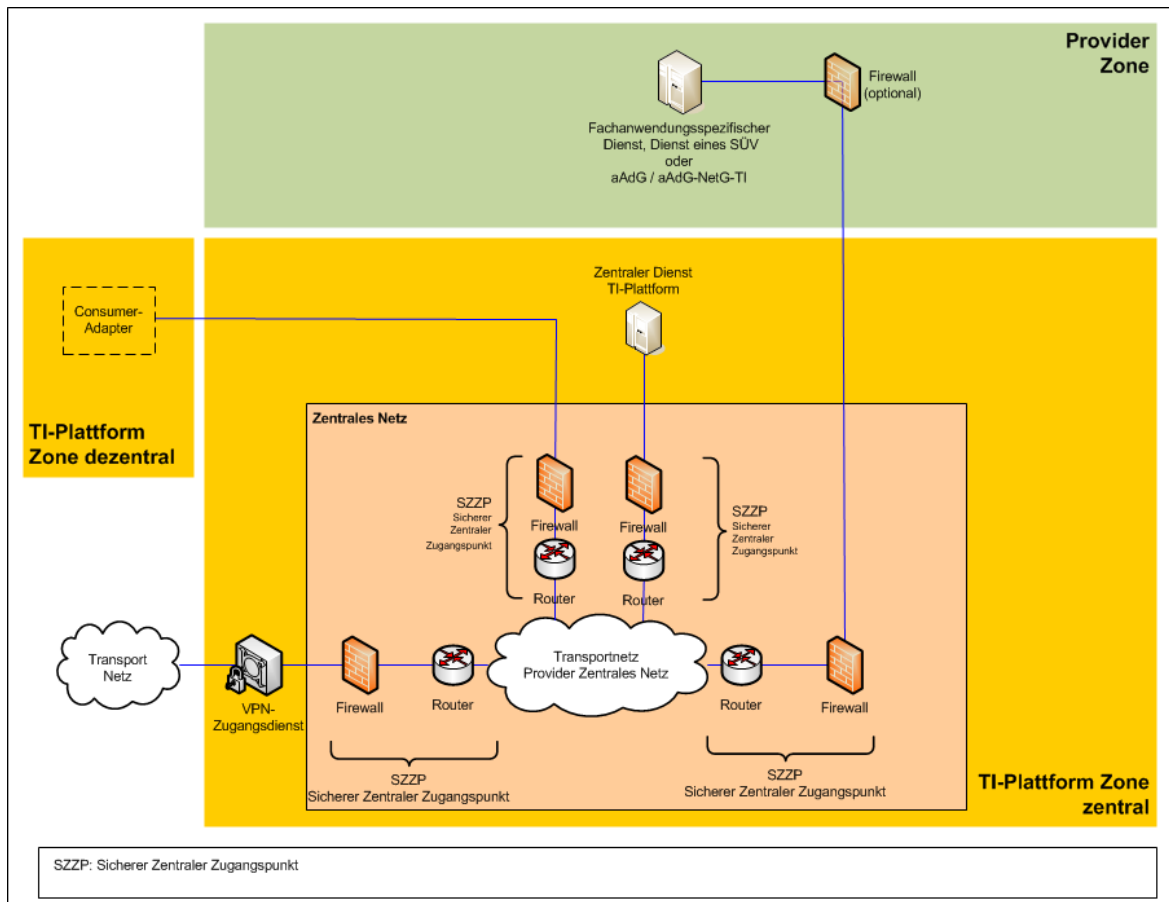 Provider
Zone
Firewall
(optional)
Fachanwendungsspezifischer
Dienst, Dienst eines SÜV
oder
aAdG / aAdG-NetG-TI
Zentraler Dienst
TI-Plattform
Consumer-
Adapter
TI-Plattform
Zone dezentral
Zentrales Netz
SZZP
Sicherer
Zentraler
Zugangspunkt
Firewall
Firewall
SZZP
Sicherer
Zentraler
Zugangspunkt
Router
Router
Transport
Netz
VPN-
Zugangsdienst
Firewall
Router
Transportnetz
Provider Zentrales Netz
Router
Firewall
SZZP
Sicherer Zentraler Zugangspunkt
SZZP
Sicherer Zentraler Zugangspunkt
TI-Plattform Zone
zentral
SZZP: Sicherer Zentraler Zugangspunkt